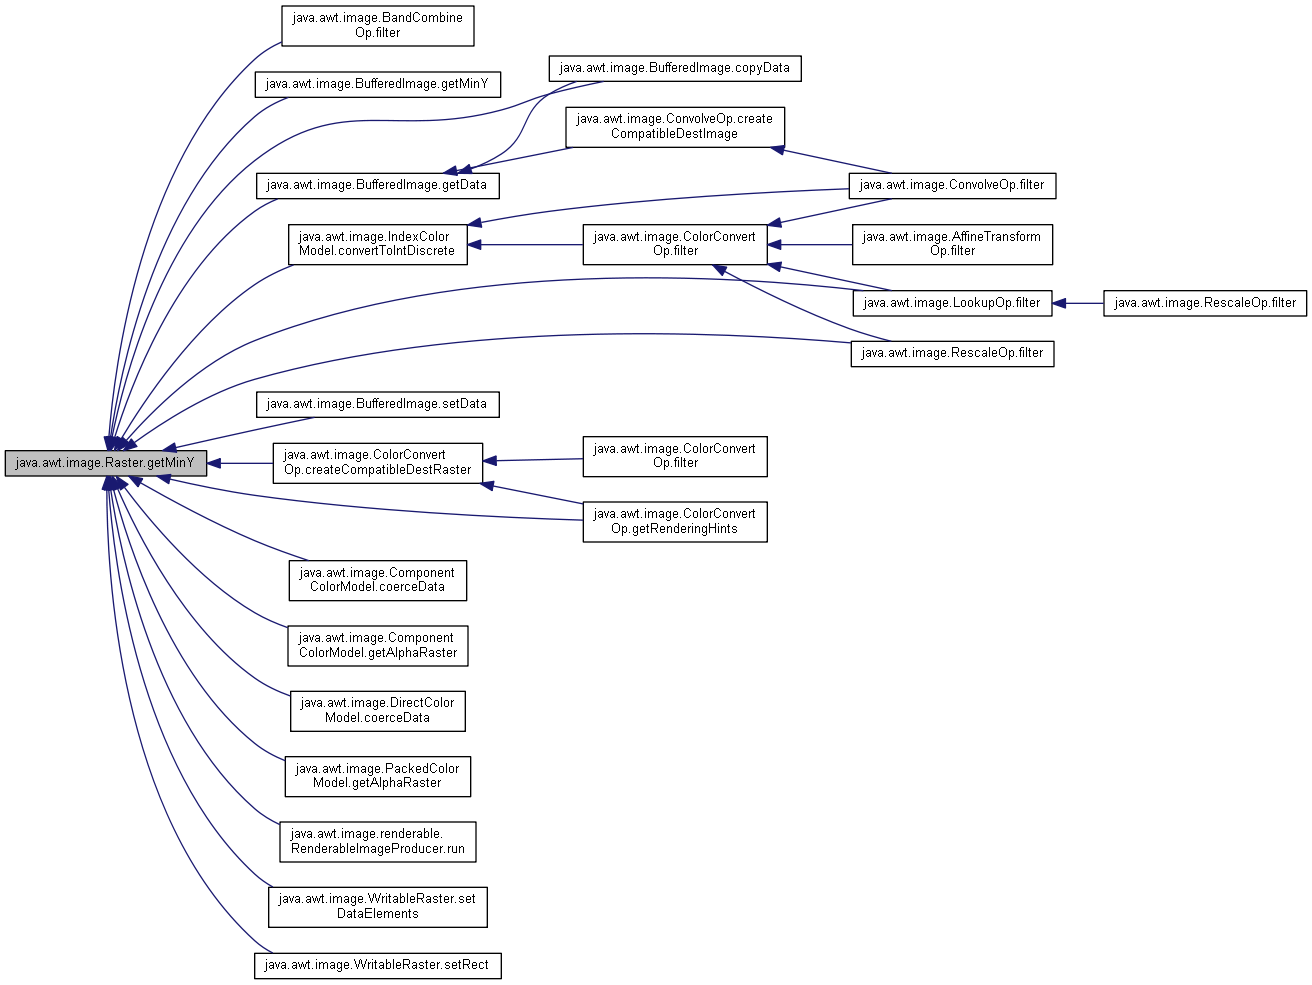 java.awt.image.BandCombine
Op.filter
java.awt.image.BufferedImage.getMinY
java.awt.image.BufferedImage.copyData
java.awt.image.ConvolveOp.create
CompatibleDestImage
java.awt.image.BufferedImage.getData
java.awt.image.ConvolveOp.filter
java.awt.image.IndexColor
Model.convertToIntDiscrete
java.awt.image.ColorConvert
Op.filter
java.awt.image.AffineTransform
Op.filter
java.awt.image.LookupOp.filter
java.awt.image.RescaleOp.filter
java.awt.image.RescaleOp.filter
java.awt.image.BufferedImage.setData
java.awt.image.Raster.getMinY
java.awt.image.ColorConvert
Op.createCompatibleDestRaster
java.awt.image.ColorConvert
Op.filter
java.awt.image.ColorConvert
Op.getRenderingHints
java.awt.image.Component
ColorModel.coerceData
java.awt.image.Component
ColorModel.getAlphaRaster
java.awt.image.DirectColor
Model.coerceData
java.awt.image.PackedColor
Model.getAlphaRaster
java.awt.image.renderable.
RenderableImageProducer.run
java.awt.image.WritableRaster.set
DataElements
java.awt.image.WritableRaster.setRect